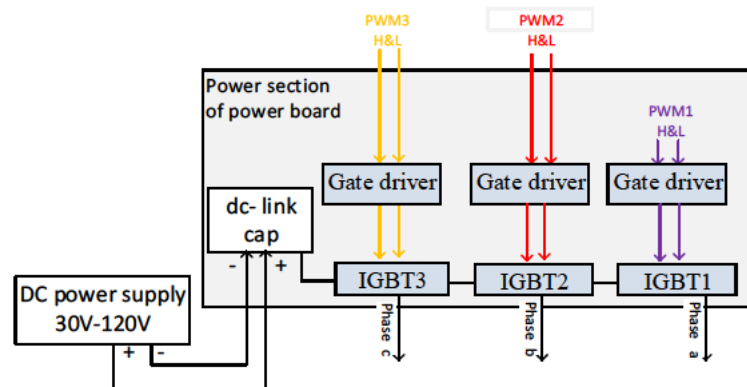 PWM3
H&L
PWM2
H&L
Power section
of power board
PWM1
H&L
Gate driver
Gate driver
Gate driver
dc- link
cap
- +
IGBT3
IGBT2
IGBT1
DC power supply
30V-120V
+ -
Phase c
Phase b
Phase a